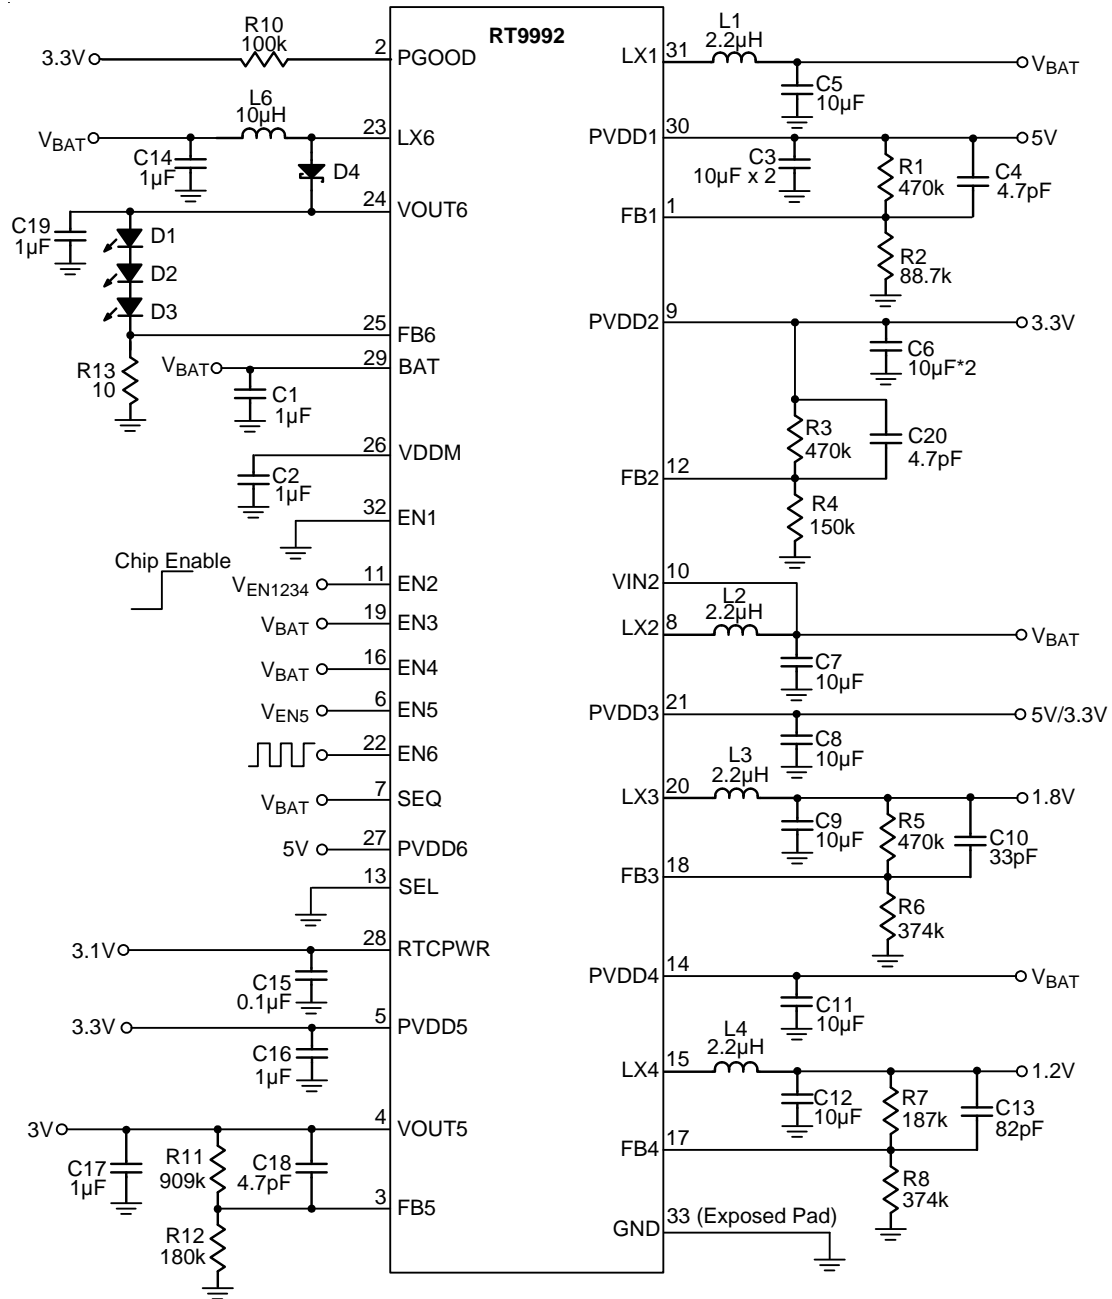 RT9992
R10
100k
3.3V
2
PGOOD
L6
10µH
VBAT
23
LX6
C14
1µF
D4
24
VOUT6
C19
1µF
D1
D2
D3
25
FB6
R13
10
VBAT
29
BAT
C1
1µF
26
VDDM
C2
1µF
32
EN1
Chip Enable
VEN1234
11
EN2
VBAT
19
EN3
VBAT
16
EN4
VEN5
6
EN5
22
EN6
VBAT
7
SEQ
5V
27
PVDD6
13
SEL
3.1V
28
RTCPWR
C15
0.1µF
3.3V
5
PVDD5
C16
1µF
3V
4
VOUT5
C17
1µF
R11
909k
C18
4.7pF
3
FB5
R12
180k
LX1
31
L1
2.2µH
VBAT
C5
10µF
PVDD1
30
5V
C3
10µF x 2
R1
470k
C4
4.7pF
FB1
1
R2
88.7k
PVDD2
9
3.3V
C6
10µF*2
R3
470k
C20
4.7pF
FB2
12
R4
150k
VIN2
10
LX2
8
L2
2.2µH
VBAT
C7
10µF
PVDD3
21
5V/3.3V
C8
10µF
LX3
20
L3
2.2µH
1.8V
C9
10µF
R5
470k
C10
33pF
FB3
18
R6
374k
PVDD4
14
VBAT
C11
10µF
LX4
15
L4
2.2µH
1.2V
C12
10µF
R7
187k
C13
82pF
FB4
17
R8
374k
GND
33 (Exposed Pad)